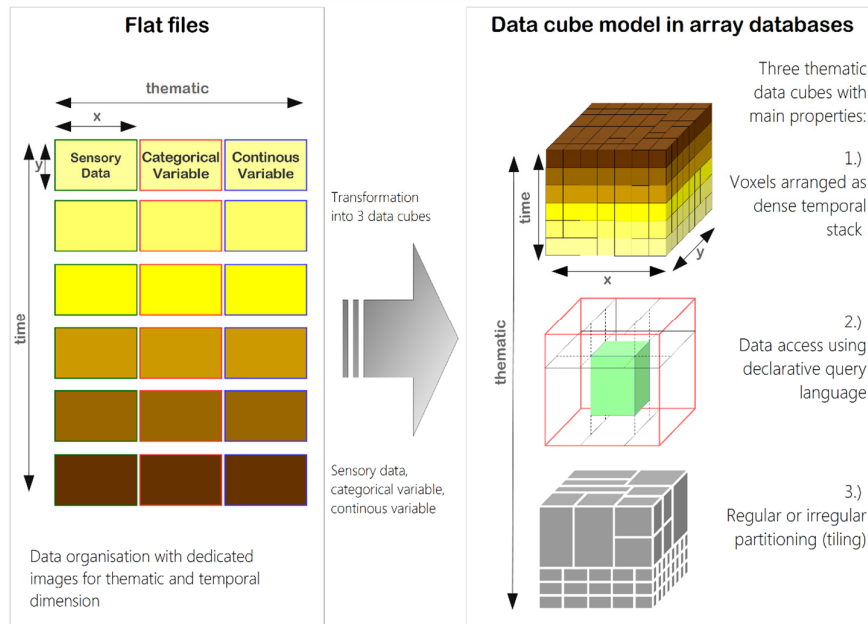 Flat files
thematic
x
y
Sensory
Data
Categorical
Variable
Continous
Variable
time
Data organisation with dedicated
images for thematic and temporal
dimension
Transformation
into 3 data cubes
Sensory data,
categorical variable,
continous variable
Data cube model in array databases
Three thematic
data cubes with
main properties:
1.)
Voxels arranged as
dense temporal
stack
time
x
y
thematic
2.)
Data access using
declarative query
language
3.)
Regular or irregular
partitioning (tiling)